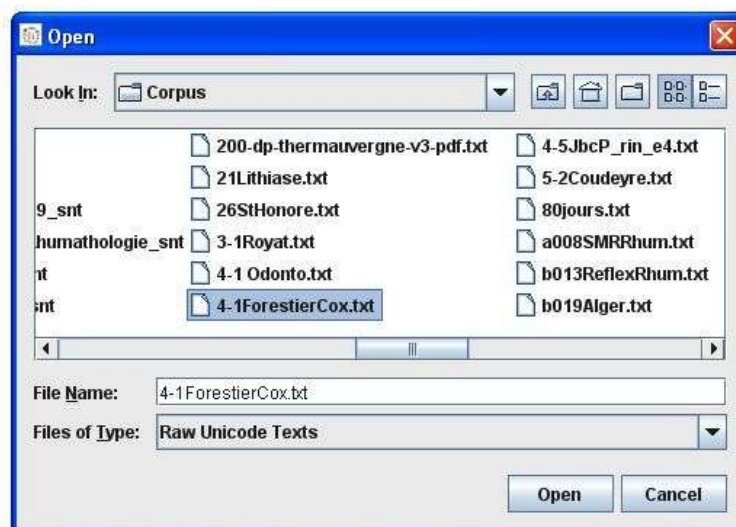 Open
Look In: Corpus
200-dp-thermauvergne-v3-pdf.txt 4-5JbcP_rin_e4.txt
21Lithiase.txt 5-2Coudeyre.txt
9_snt 26StHonore.txt 80jours.txt
humathologie_snt 3-1Royat.txt a008SMRRhum.txt
nt 4-1 Odonto.txt b013ReflexRhum.txt
snt 4-1ForestierCox.txt b019Alger.txt
File Name: 4-1ForestierCox.txt
Files of Type: Raw Unicode Texts
Open Cancel